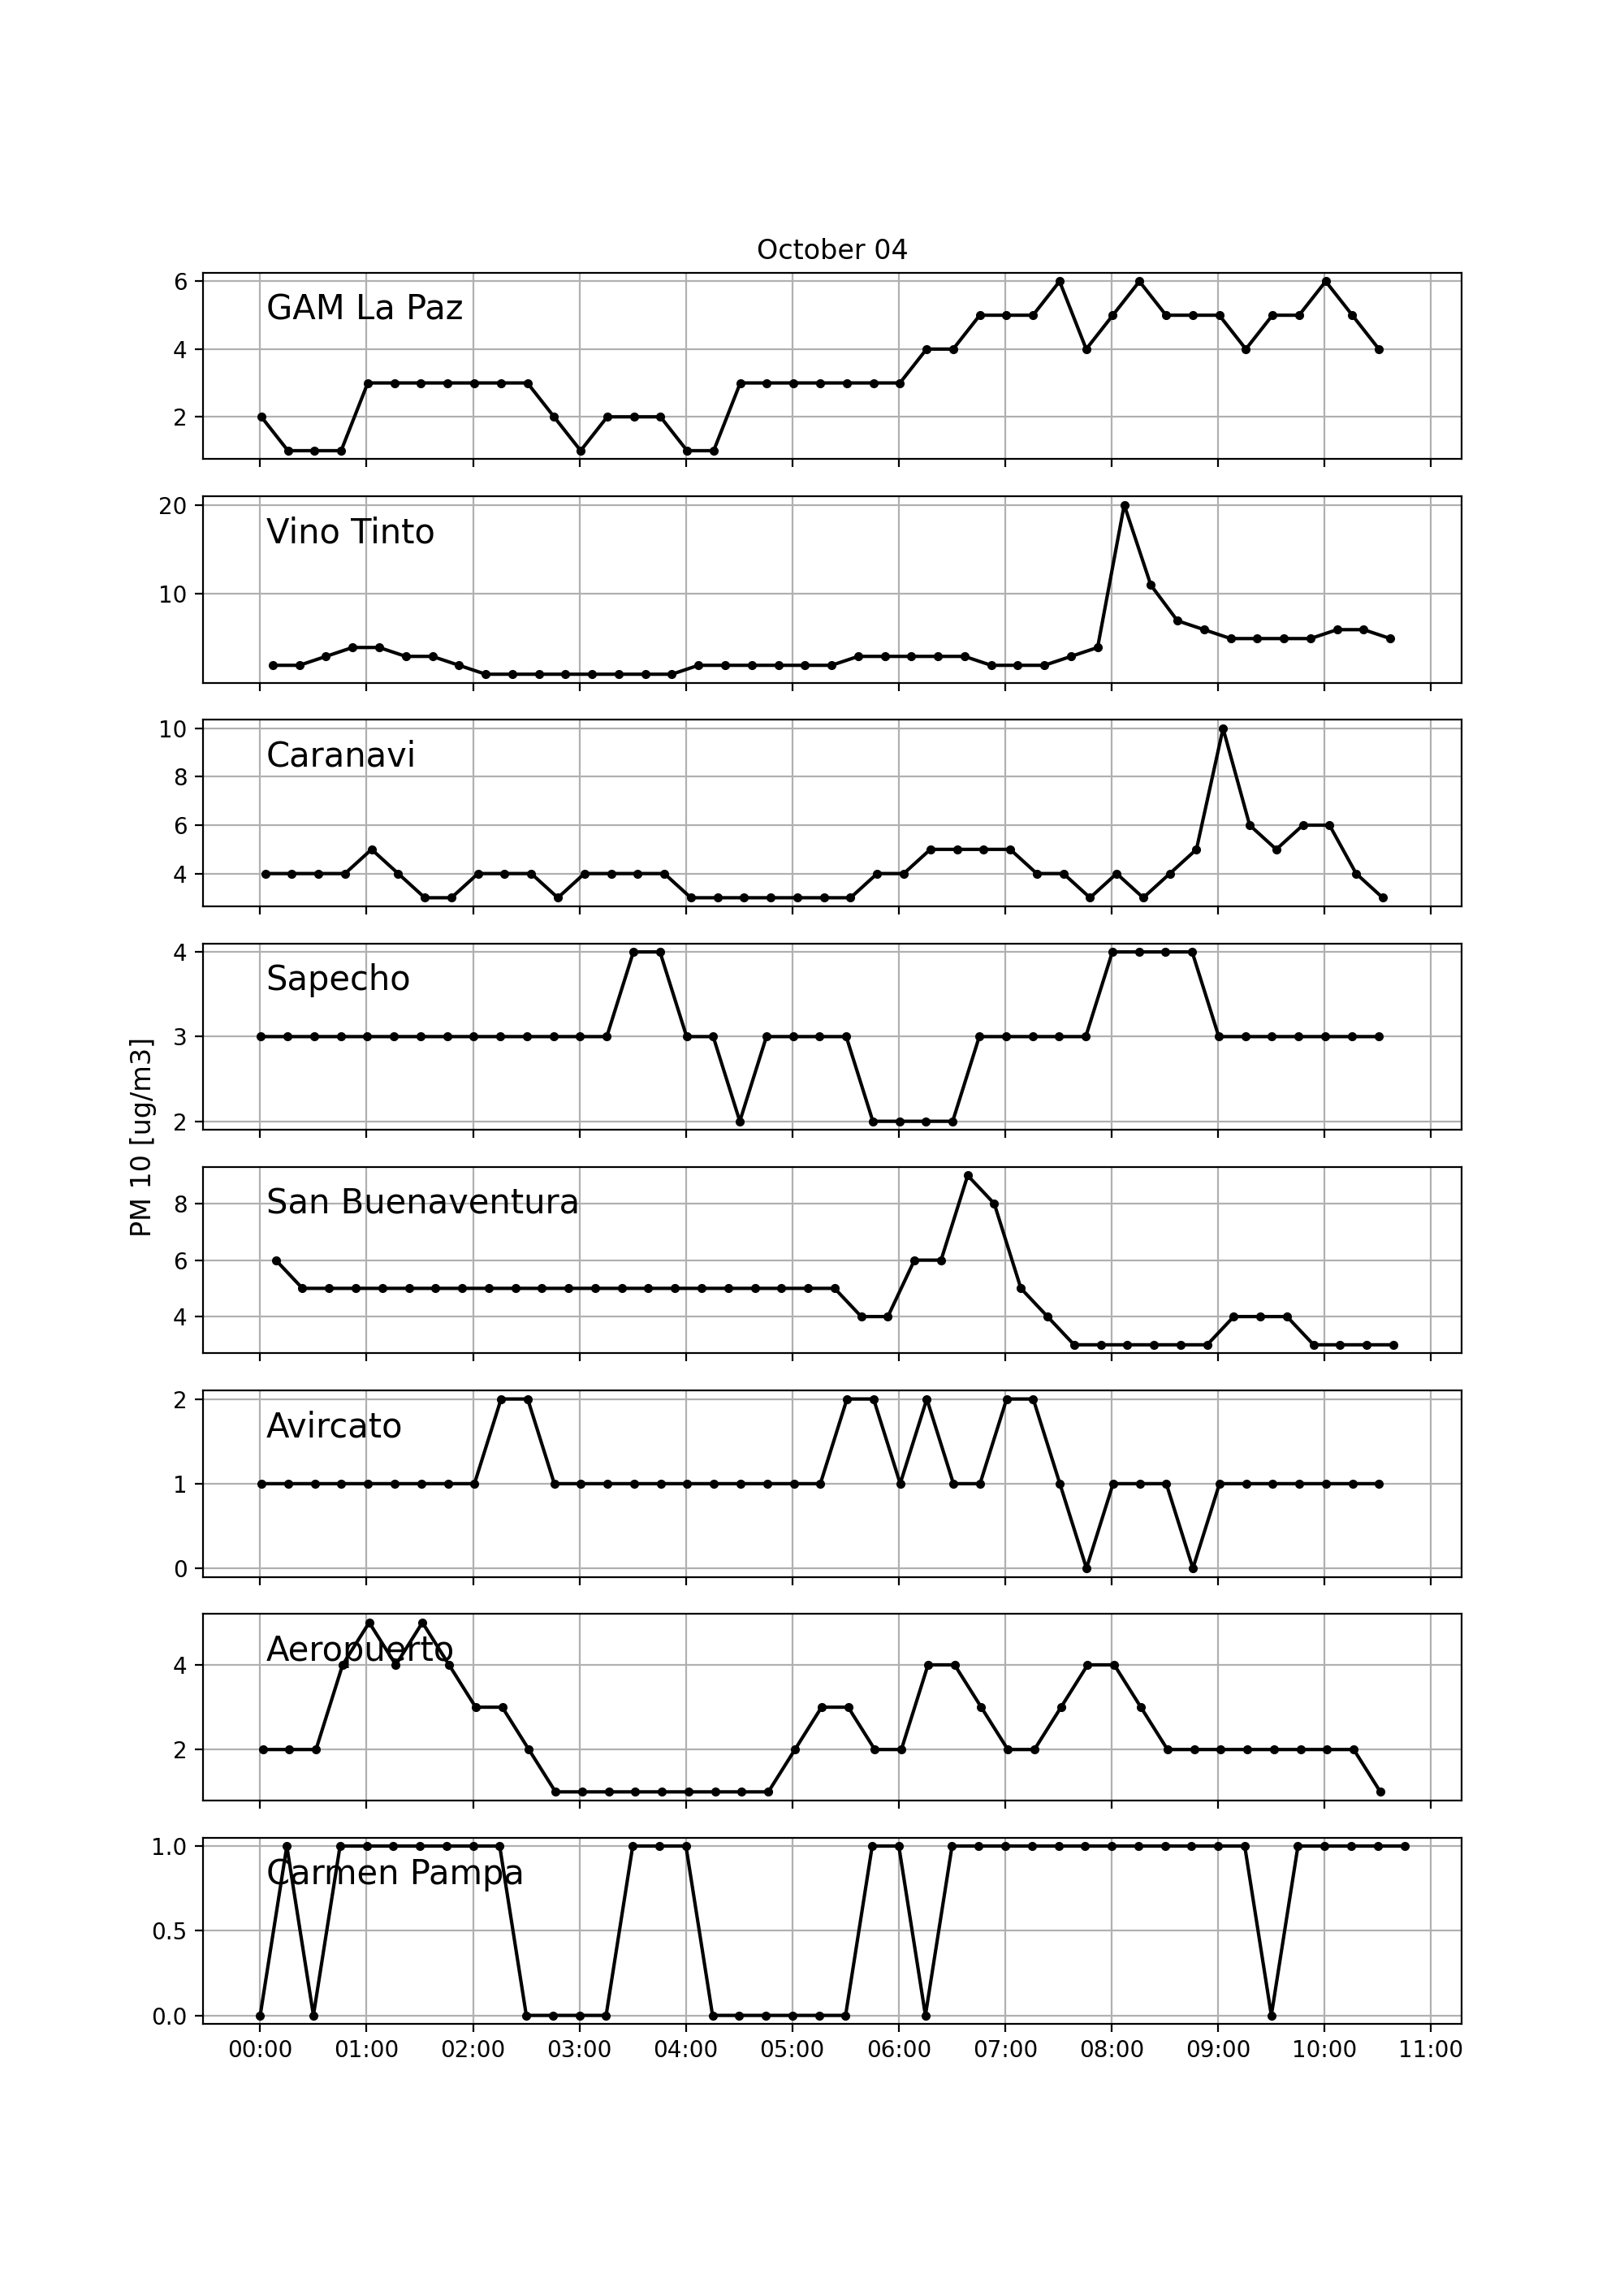 October 04
6
GAM La Paz
4
2
20
Vino Tinto
10
10
Caranavi
8
6
4
4
Sapecho
3
2
PM 10 [ug/m3]
San Buenaventura
8
6
4
2
Avircato
1
0
Aeropuerto
4
2
1.0
Carmen Pampa
0.5
0.0
00:00 01:00 02:00 03:00 04:00 05:00 06:00 07:00 08:00 09:00 10:00 11:00